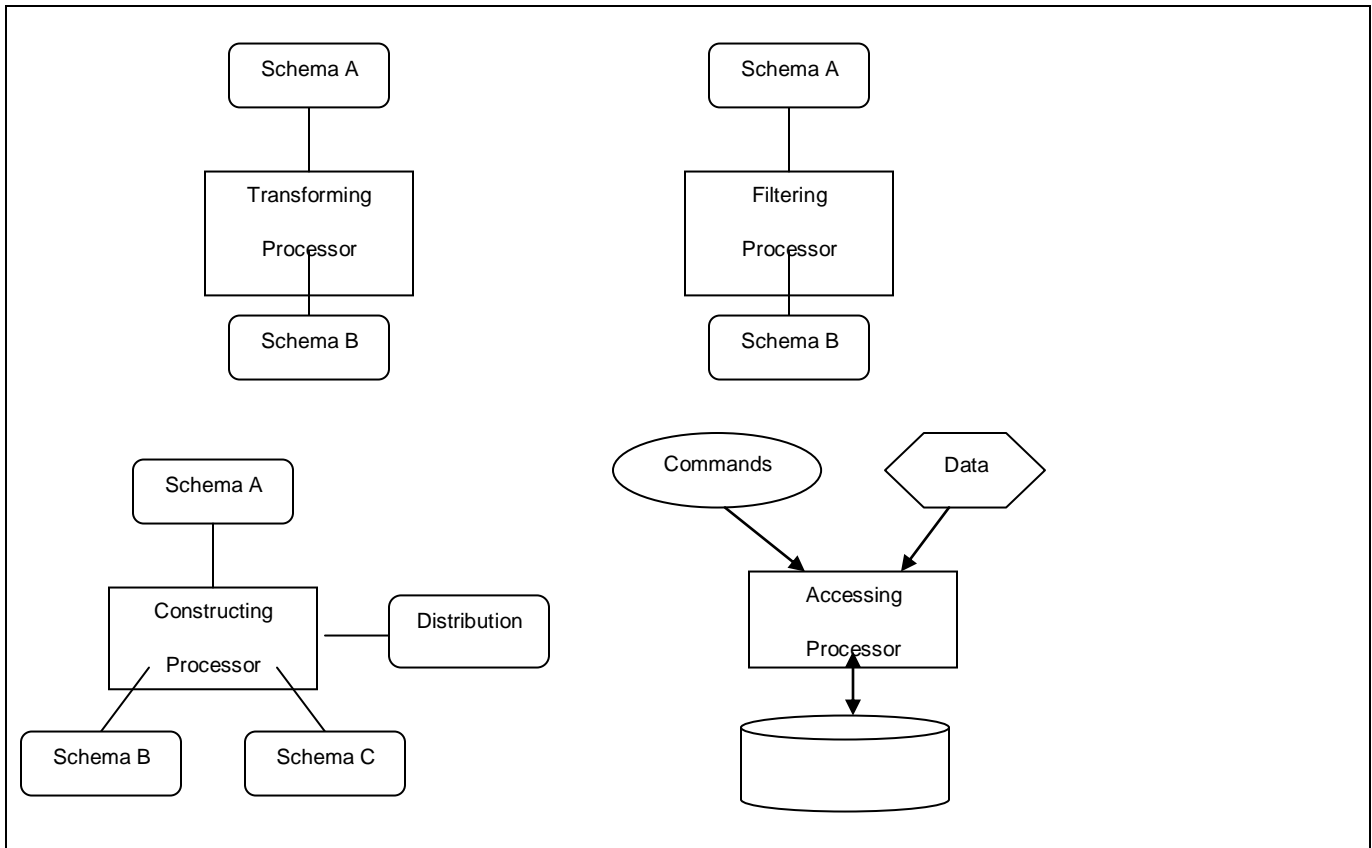 Schema A
Transforming
Processor
Schema B
Schema A
Filtering
Processor
Schema B
Schema A
Constructing
Processor
Distribution
Schema B
Schema C
Commands
Data
Accessing
Processor